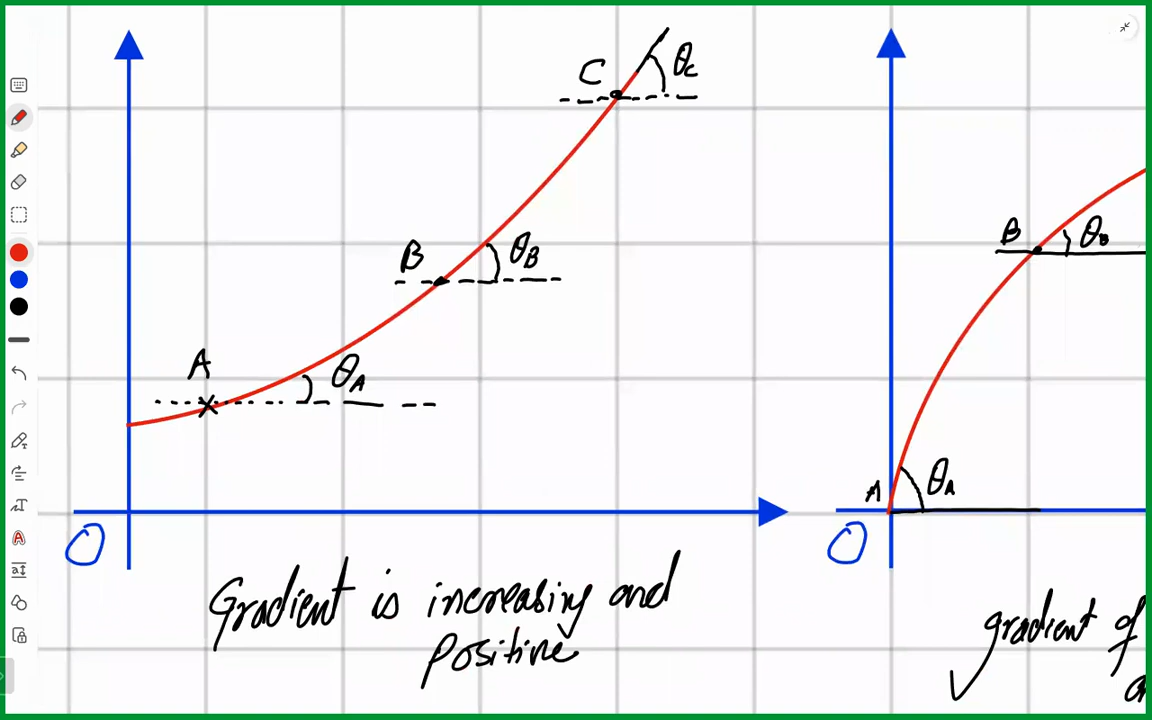 C
θC
B
θB
A
θA
O
Gradient is increasing and
positive
B
θB
A
θA
O
gradient of